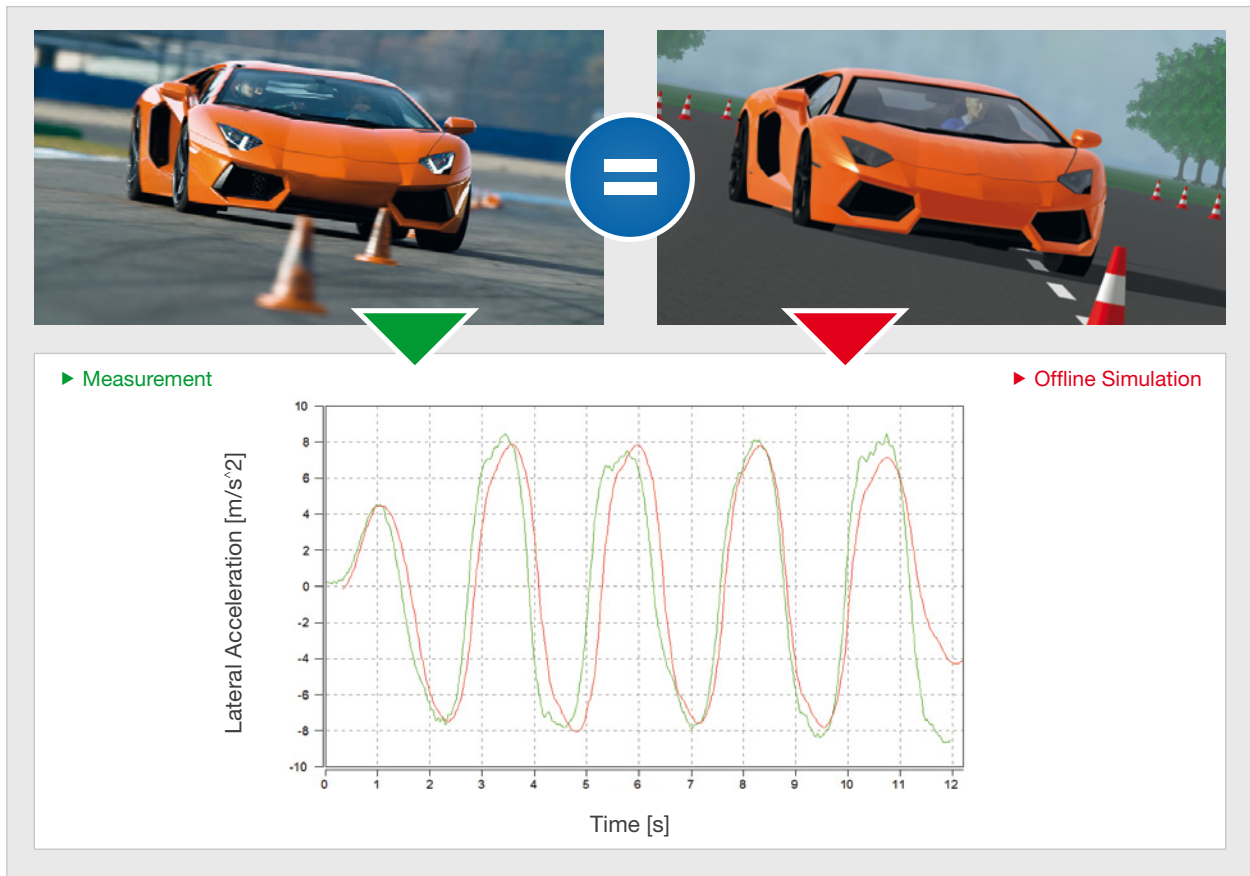 ▶ Measurement
▶ Offline Simulation
Lateral Acceleration [m/s^2]
10
8
6
4
2
0
-2
-4
-6
-8
-10
0 1 2 3 4 5 6 7 8 9 10 11 12
Time [s]